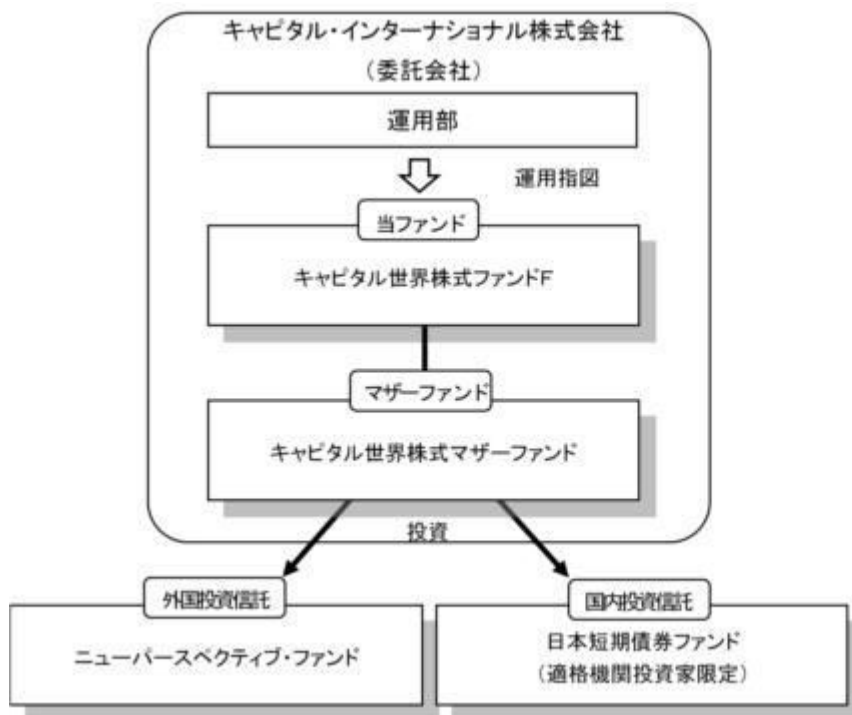 キャピタル・インターナショナル株式会社
（委託会社）
運用部
運用指図
当ファンド
キャピタル世界株式ファンドF
マザーファンド
キャピタル世界株式マザーファンド
投資
外国投資信託
ニューパースペクティブ・ファンド
国内投資信託
日本短期債券ファンド
（適格機関投資家限定）